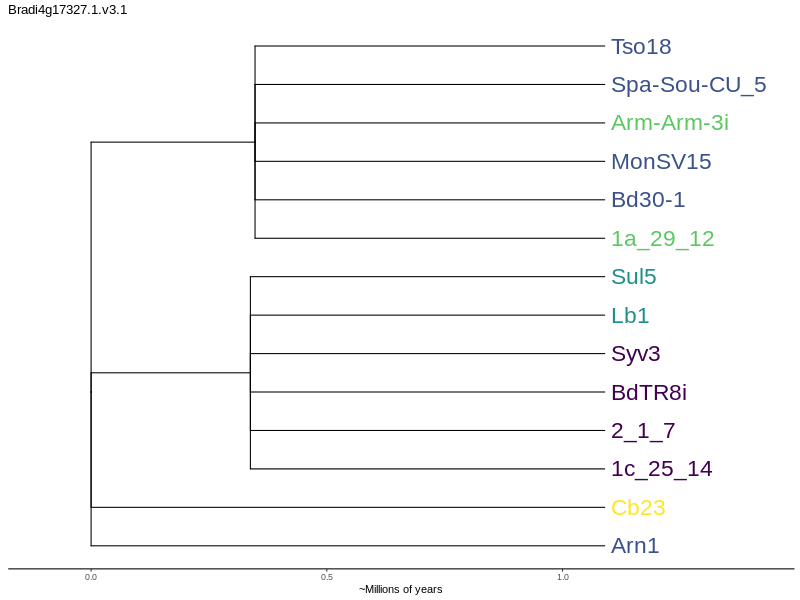 Bradi4g17327.1.v3.1
Tso18
Spa-Sou-CU_5
Arm-Arm-3i
MonSV15
Bd30-1
1a_29_12
Sul5
Lb1
Syv3
BdTR8i
2_1_7
1c_25_14
Cb23
Arn1
0.0 0.5 1.0
~Millions of years